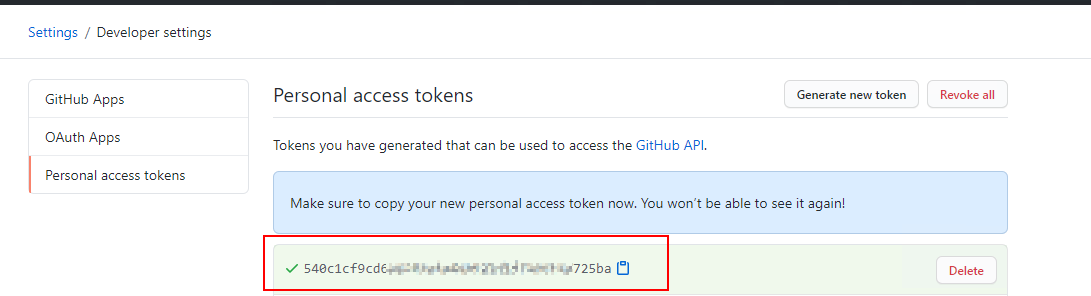 Settings / Developer settings
GitHub Apps
OAuth Apps
Personal access tokens
Personal access tokens
Generate new token
Revoke all
Tokens you have generated that can be used to access the GitHub API.
Make sure to copy your new personal access token now. You won't be able to see it again!
540c1cf9cd6 725ba
Delete